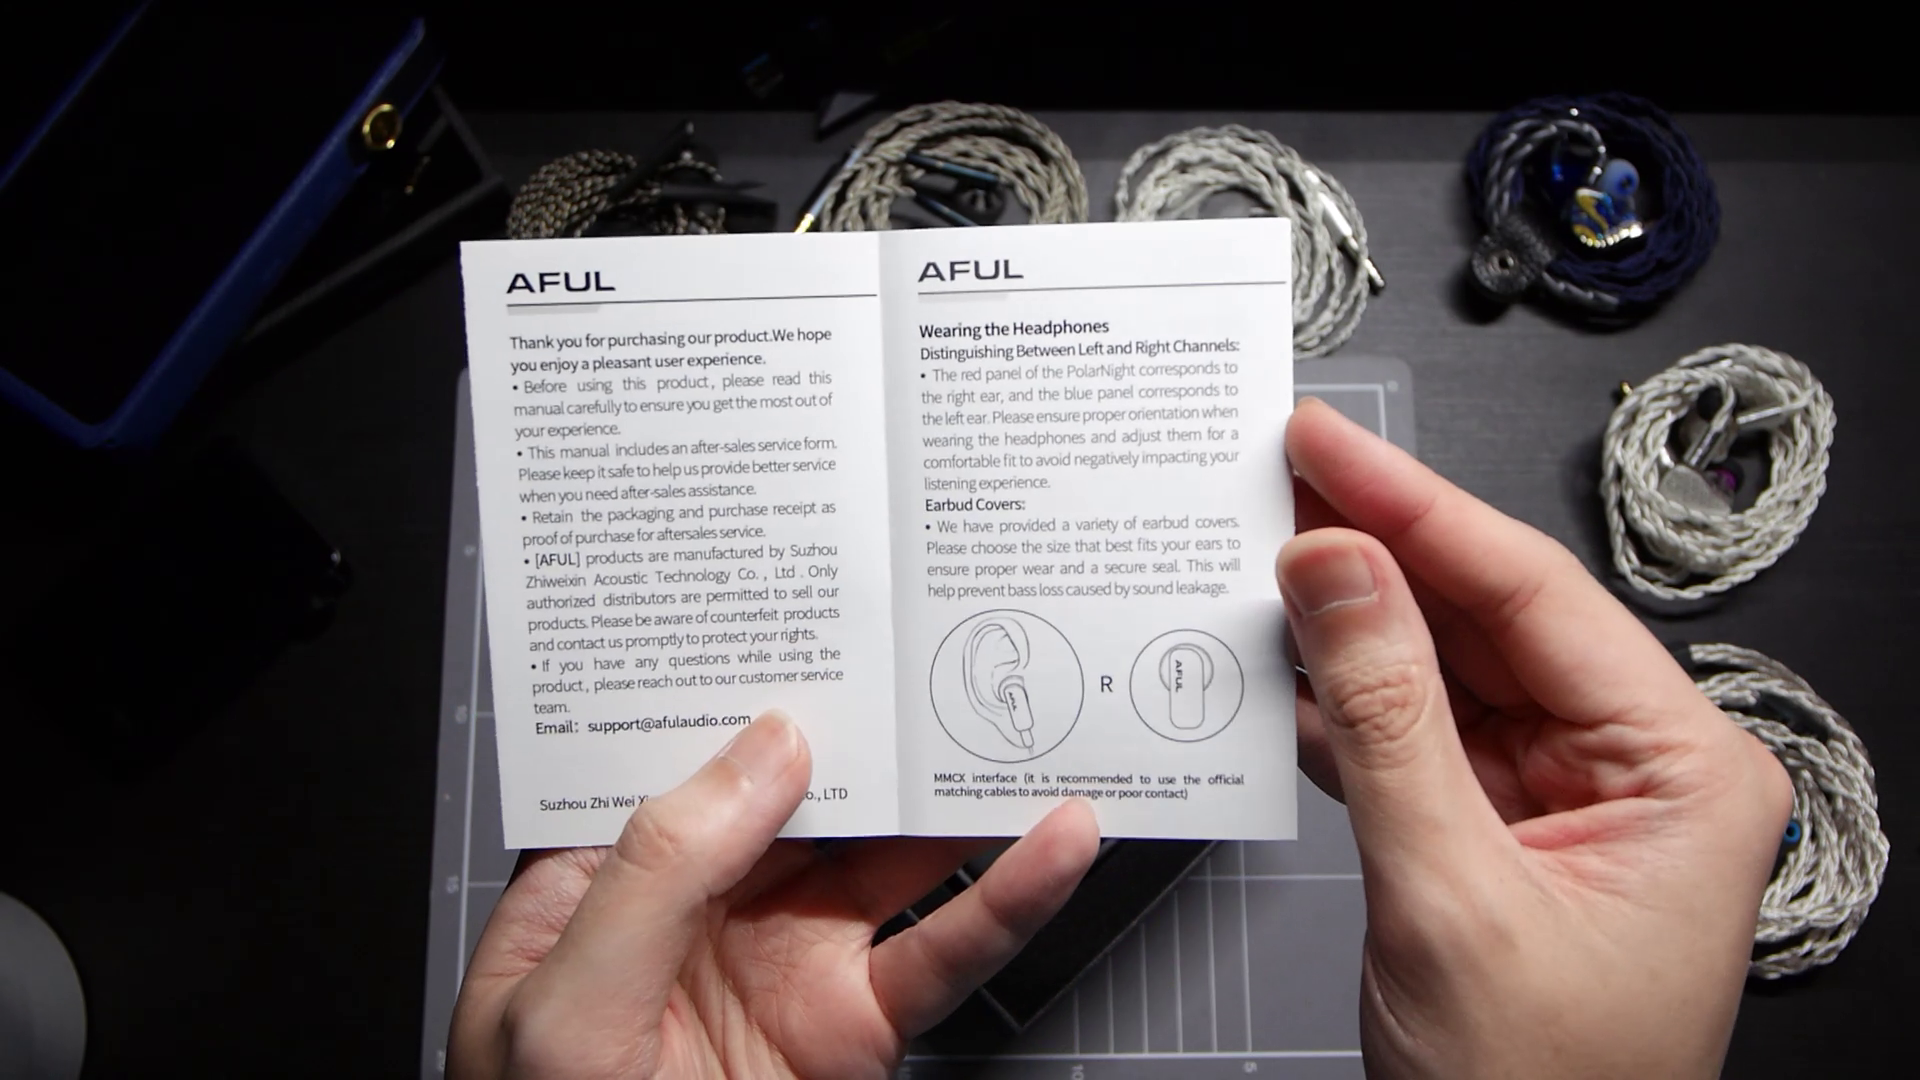 AFUL
Thank you for purchasing our product.We hope
you enjoy a pleasant user experience.
• Before using this product, please read this
manual carefully to ensure you get the most out of
your experience.
• This manual includes an after-sales service form.
Please keep it safe to help us provide better service
when you need after-sales assistance.
• Retain the packaging and purchase receipt as
proof of purchase for aftersales service.
• [AFUL] products are manufactured by Suzhou
Zhiweixin Acoustic Technology Co. , Ltd . Only
authorized distributors are permitted to sell our
products. Please be aware of counterfeit products
and contact us promptly to protect your rights.
• If you have any questions while using the
product, please reach out to our customer service
team.
Email: support@afulaudio.com
Suzhou Zhi Wei o., LTD
AFUL
Wearing the Headphones
Distinguishing Between Left and Right Channels:
• The red panel of the PolarNight corresponds to
the right ear, and the blue panel corresponds to
the left ear. Please ensure proper orientation when
wearing the headphones and adjust them for a
comfortable fit to avoid negatively impacting your
listening experience.
Earbud Covers:
• We have provided a variety of earbud covers.
Please choose the size that best fits your ears to
ensure proper wear and a secure seal. This will
help prevent bass loss caused by sound leakage.
AFUL
R
AFUL
MMCX interface (it is recommended to use the official
matching cables to avoid damage or poor contact)
5
10
15
10
5